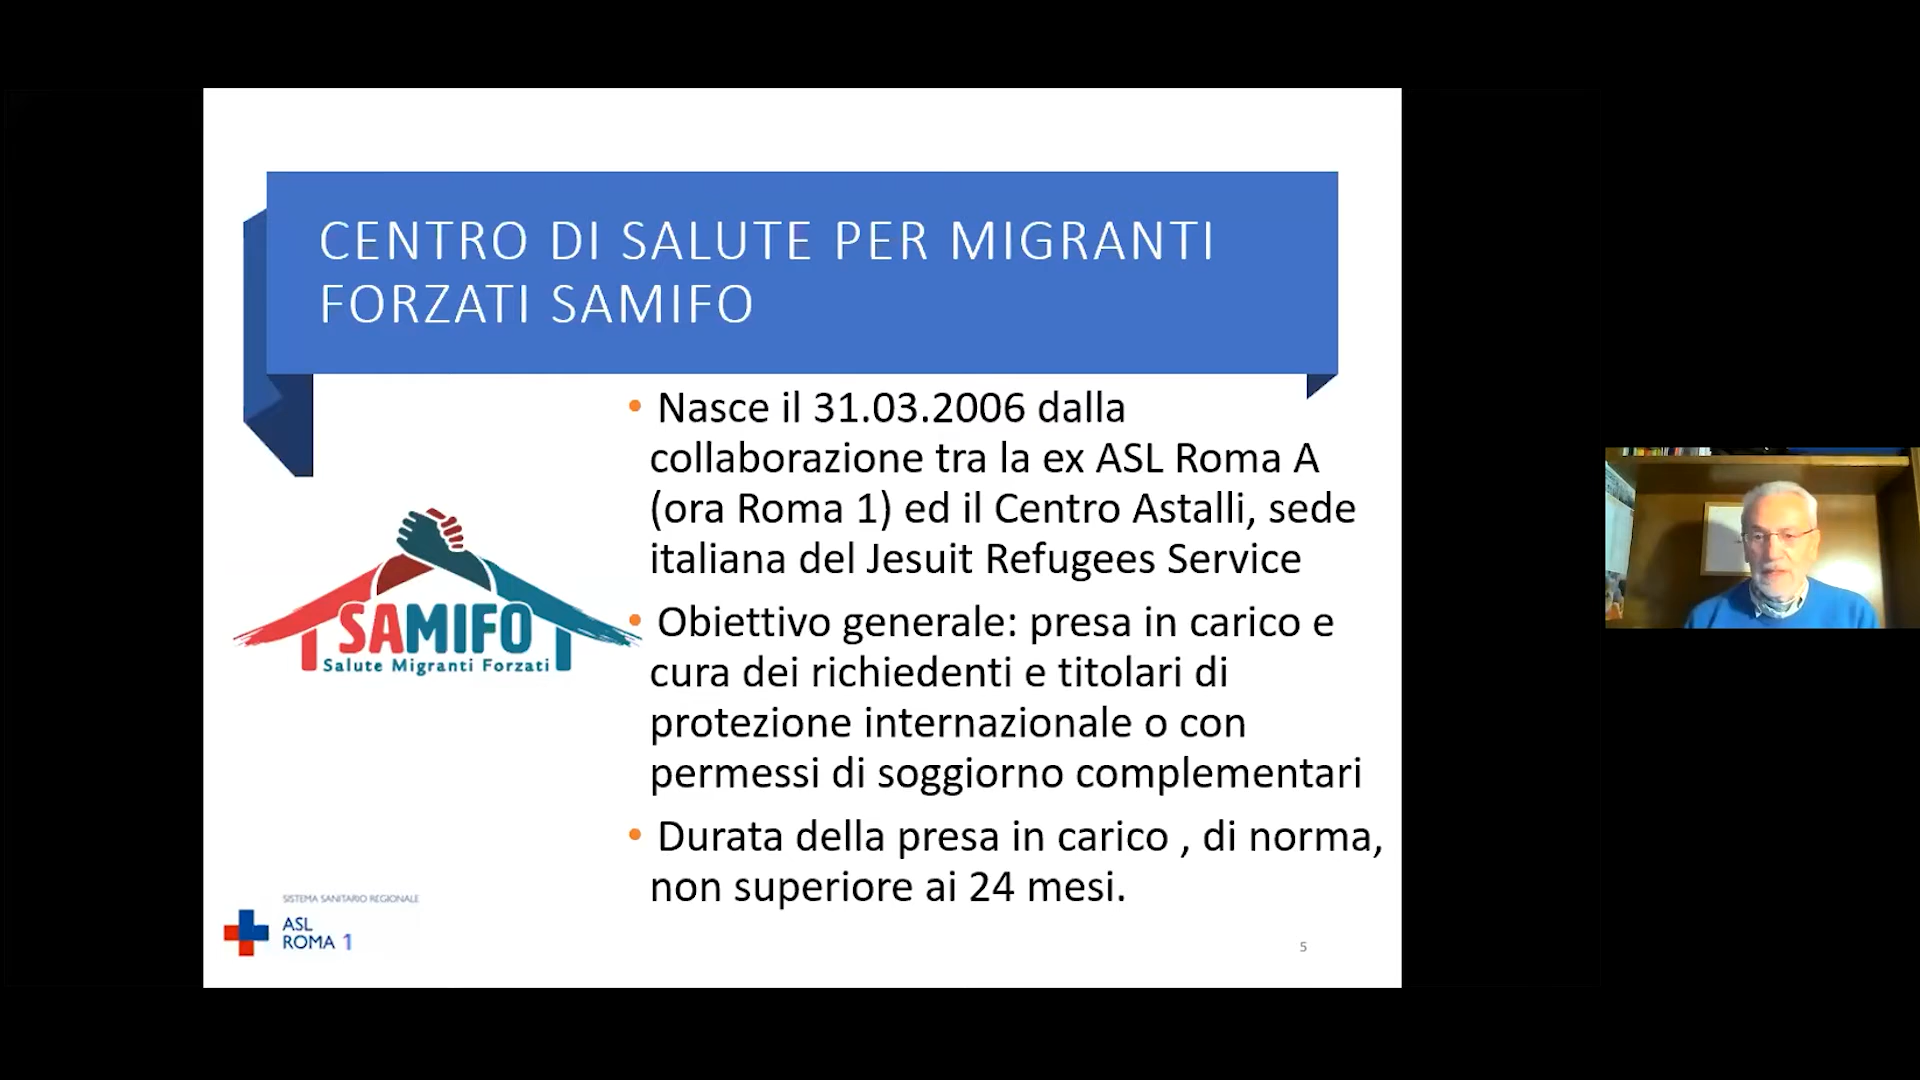 CENTRO DI SALUTE PER MIGRANTI
FORZATI SAMIFO
• Nasce il 31.03.2006 dalla
collaborazione tra la ex ASL Roma A
(ora Roma 1) ed il Centro Astalli, sede
italiana del Jesuit Refugees Service
• Obiettivo generale: presa in carico e
cura dei richiedenti e titolari di
protezione internazionale o con
permessi di soggiorno complementari
• Durata della presa in carico , di norma,
non superiore ai 24 mesi.
SAMIFO
Salute Migranti Forzati
SISTEMA SANITARIO REGIONALE
ASL
ROMA 1
5